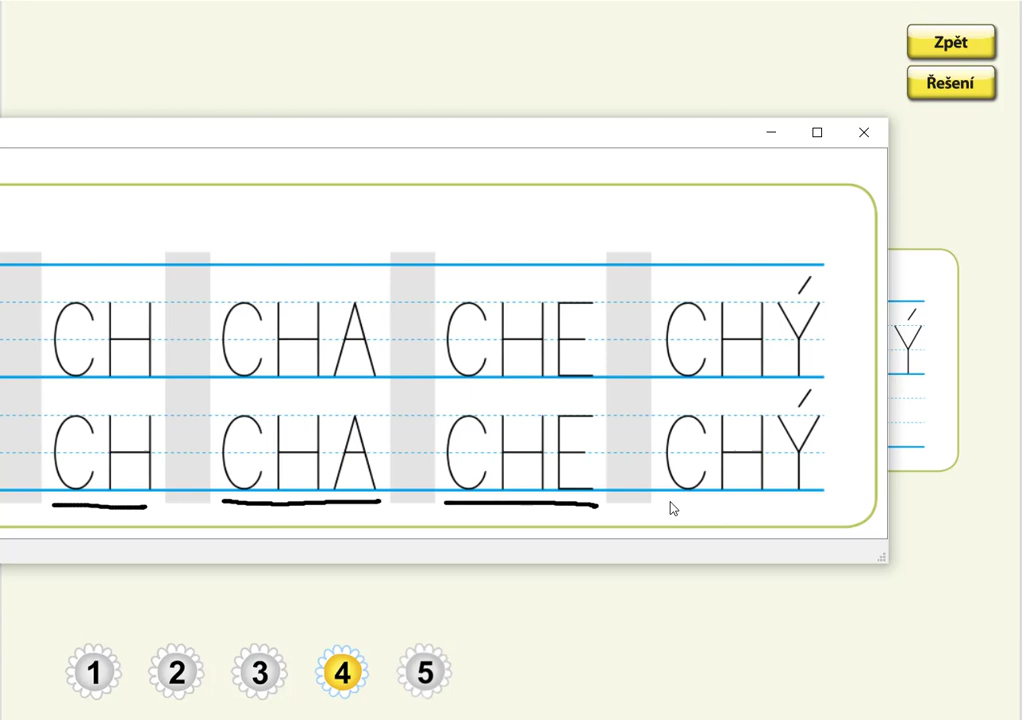 Zpět
Řešení
CH CHA CHE CHÝ
Ý
CH CHA CHE CHÝ
1 2 3 4 5